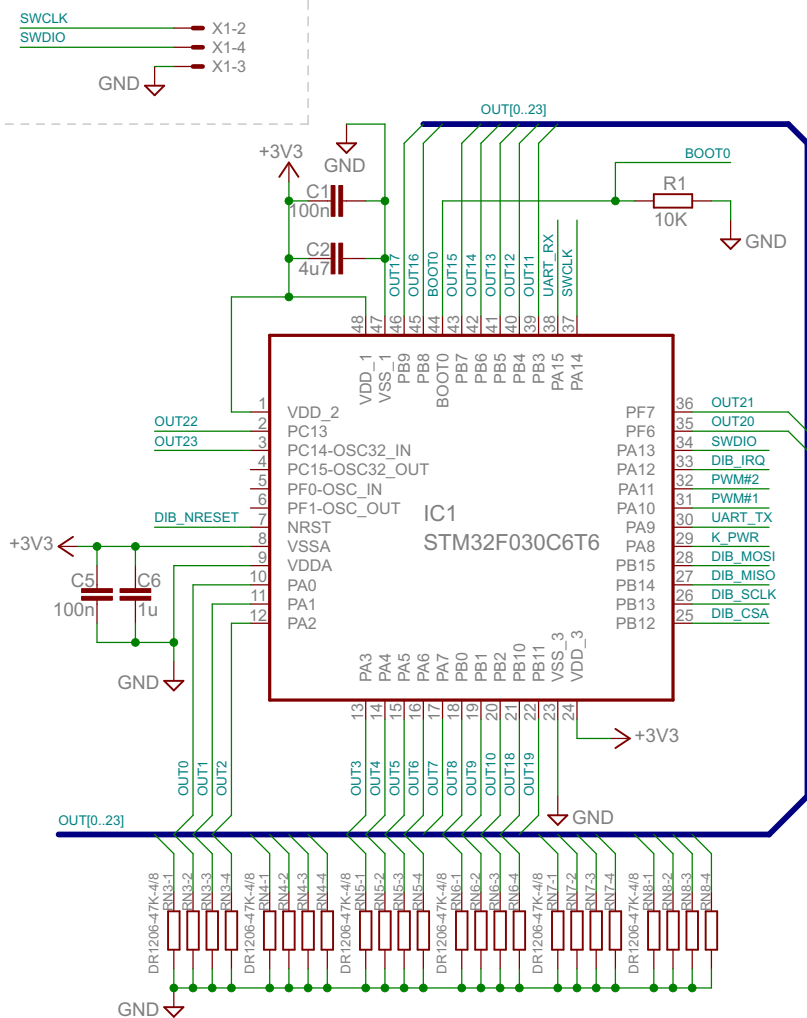 SWCLK
X1-2
SWDIO
X1-4
X1-3
GND
OUT[0..23]
+3V3
GND
BOOT0
C1
100n
R1
10K
GND
C2
4u7
OUT17
OUT16
BOOT0
OUT15
OUT14
OUT13
OUT12
OUT11
UART_RX
SWCLK
48
47
46
45
44
43
42
41
40
39
38
37
VDD_1
VSS_1
PB9
PB8
BOOT0
PB7
PB6
PB5
PB4
PB3
PA15
PA14
1
VDD_2
OUT22
2
PC13
OUT23
3
PC14-OSC32_IN
4
PC15-OSC32_OUT
5
PF0-OSC_IN
6
PF1-OSC_OUT
DIB_NRESET
7
NRST
+3V3
8
VSSA
9
VDDA
10
PA0
11
PA1
12
PA2
IC1
STM32F030C6T6
PF7
36
OUT21
PF6
35
OUT20
PA13
34
SWDIO
PA12
33
DIB_IRQ
PA11
32
PWM#2
PA10
31
PWM#1
PA9
30
UART_TX
PA8
29
K_PWR
PB15
28
DIB_MOSI
PB14
27
DIB_MISO
PB13
26
DIB_SCLK
PB12
25
DIB_CSA
C5
100n
C6
1u
GND
PA3
PA4
PA5
PA6
PA7
PB0
PB1
PB2
PB10
PB11
VSS_3
VDD_3
13
14
15
16
17
18
19
20
21
22
23
24
+3V3
OUT0
OUT1
OUT2
OUT3
OUT4
OUT5
OUT6
OUT7
OUT8
OUT9
OUT10
OUT18
OUT19
GND
OUT[0..23]
DR1206-47K-4/8
RN3-1
RN3-2
RN3-3
RN3-4
DR1206-47K-4/8
RN4-1
RN4-2
RN4-3
RN4-4
DR1206-47K-4/8
RN5-1
RN5-2
RN5-3
RN5-4
DR1206-47K-4/8
RN6-1
RN6-2
RN6-3
RN6-4
DR1206-47K-4/8
RN7-1
RN7-2
RN7-3
RN7-4
DR1206-47K-4/8
RN8-1
RN8-2
RN8-3
RN8-4
GND